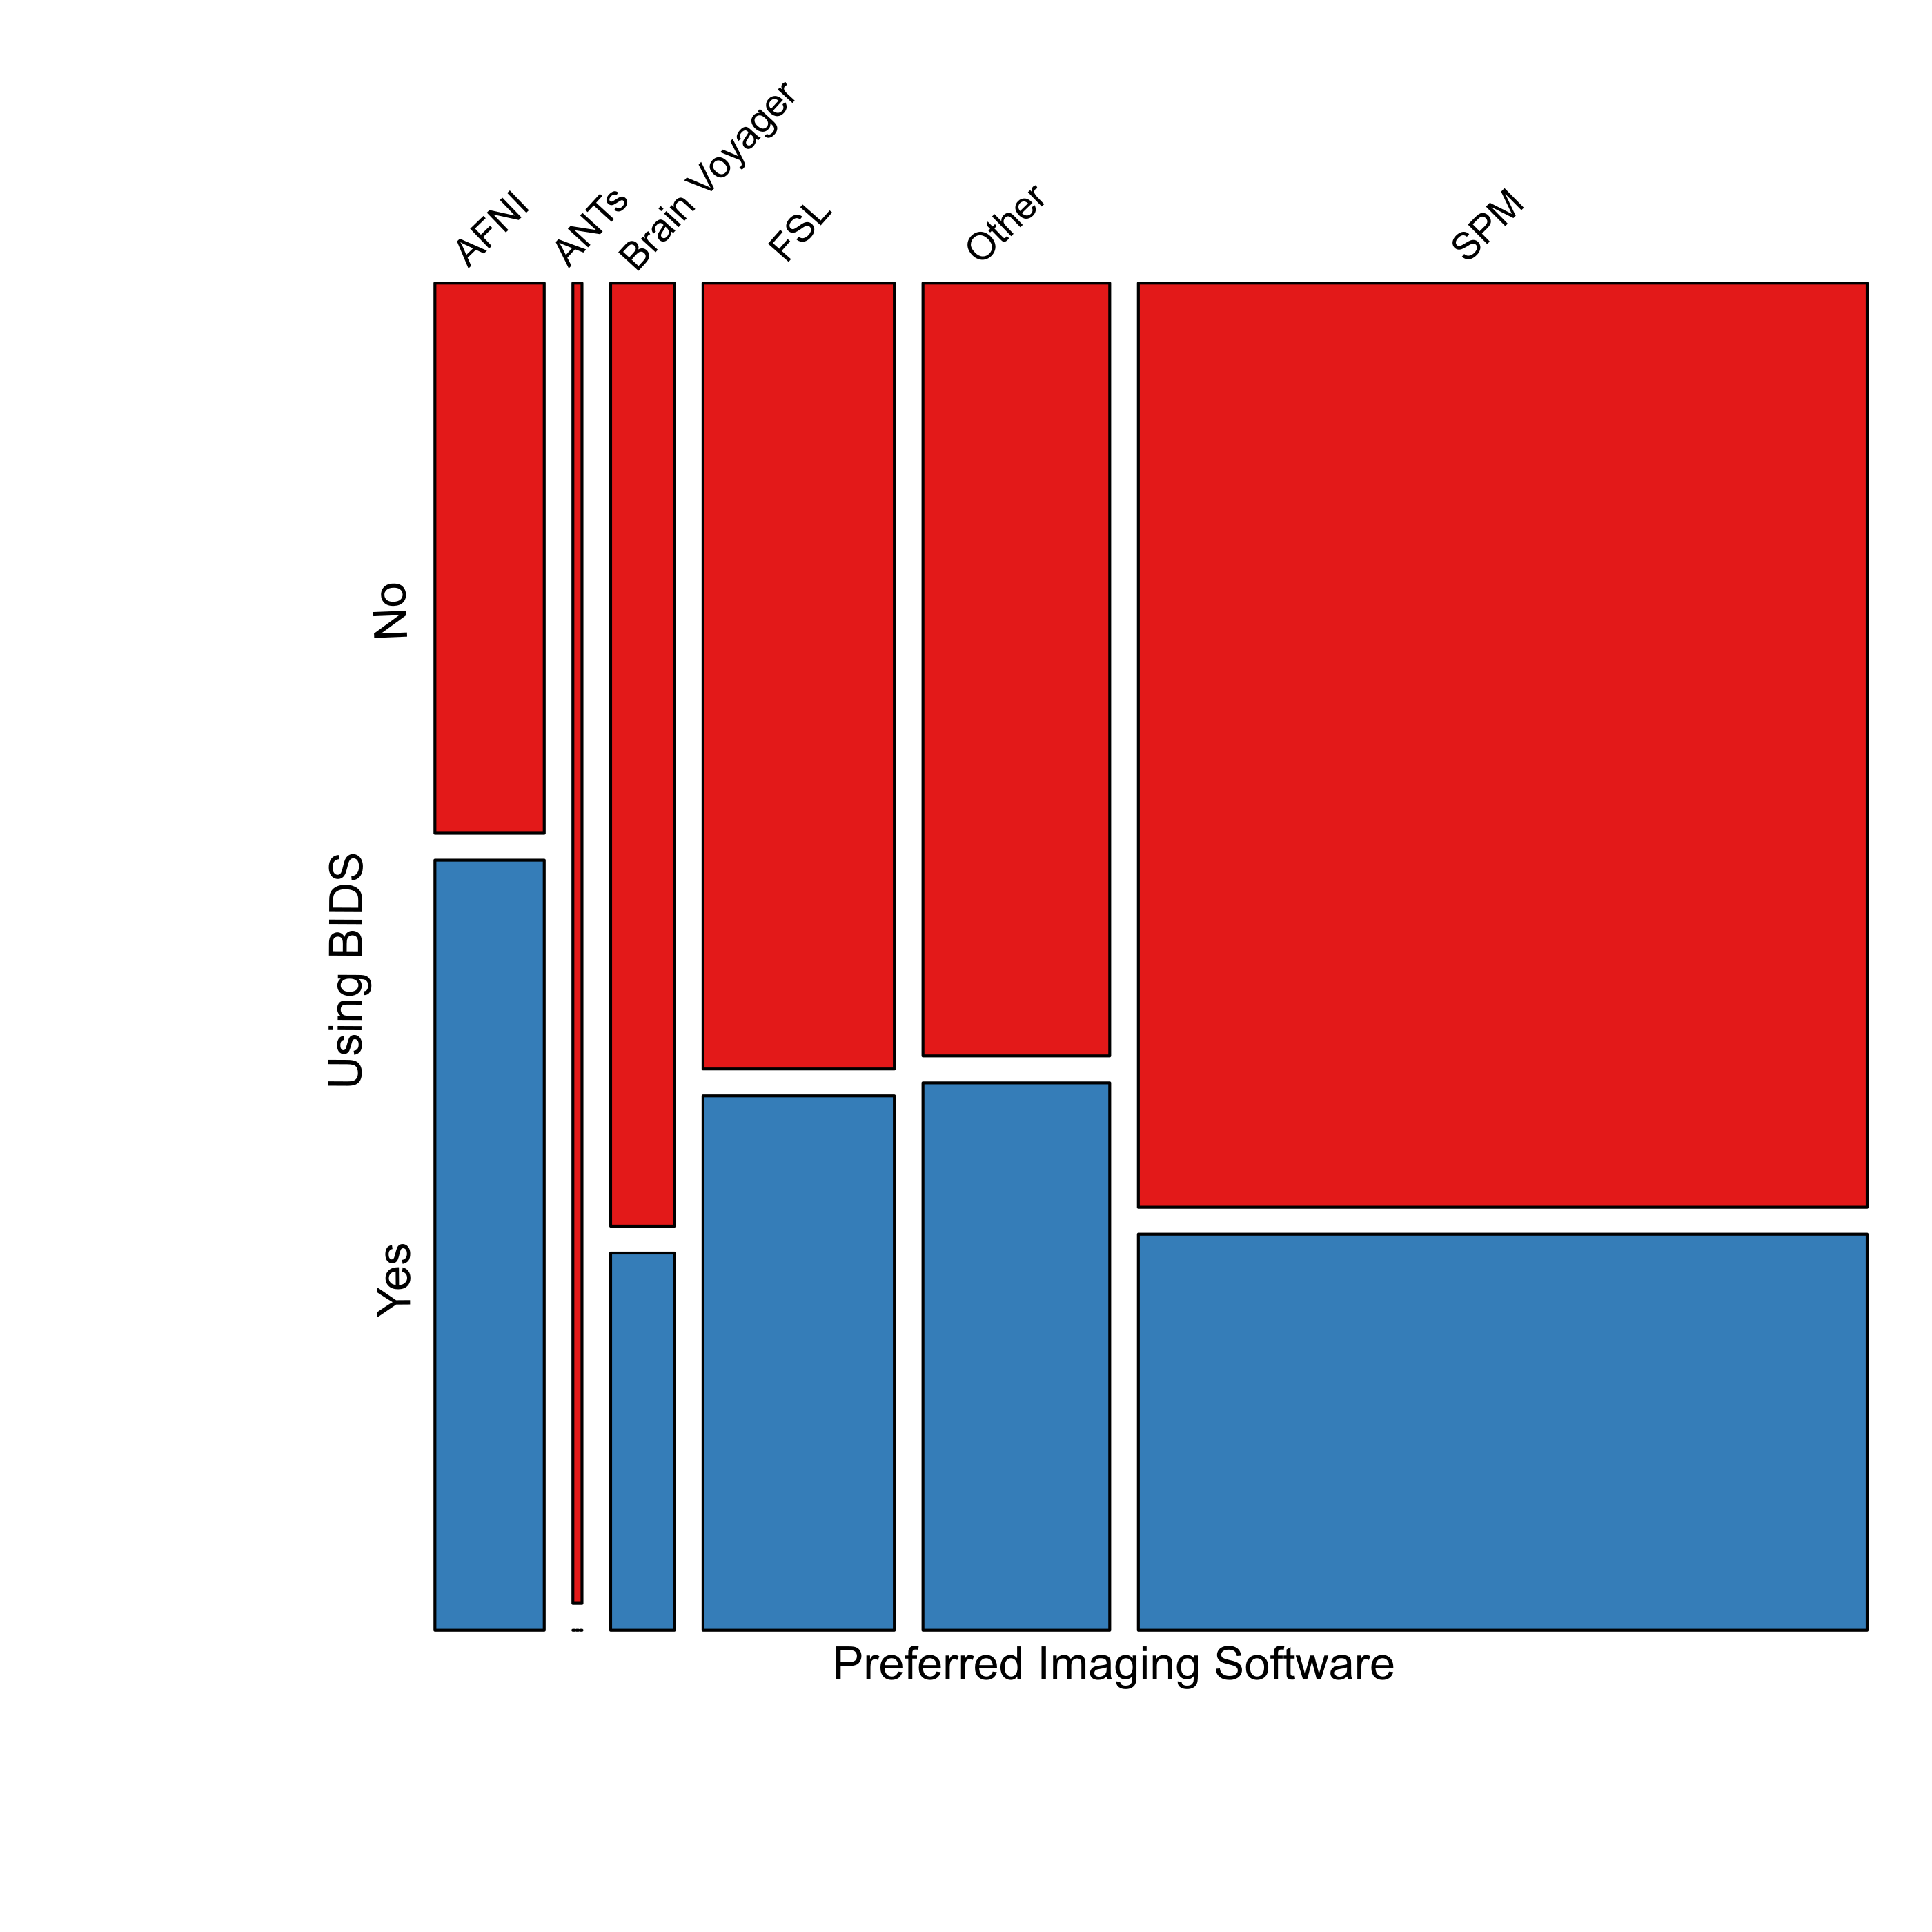 AFNI
ANTs
Brain Voyager
FSL
Other
SPM
No
Using BIDS
Yes
Preferred Imaging Software